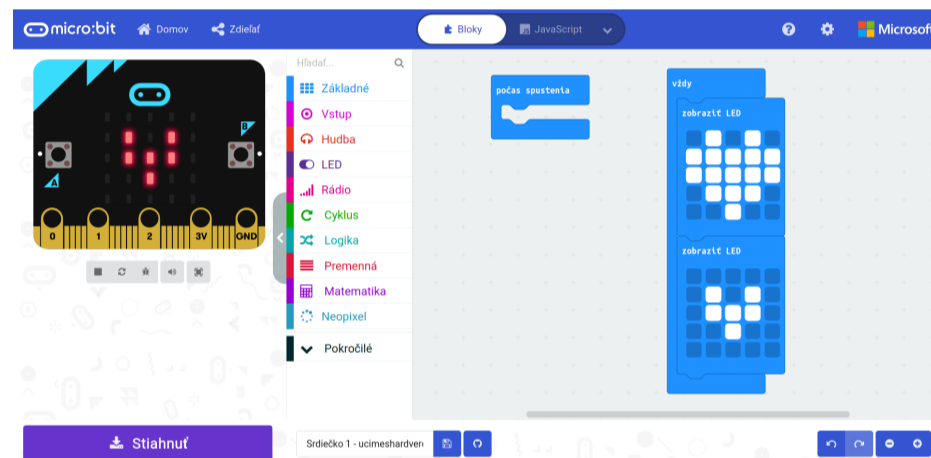 micro:bit
Domov
Zdieľať
Bloky
JavaScript
Microsoft
A
B
0 1 2 3V GND
Hľadať...
Základné
Vstup
Hudba
LED
Rádio
Cyklus
Logika
Premenná
Matematika
Neopixel
Pokročilé
počas spustenia
vždy
zobraziť LED
zobraziť LED
Stiahnuť
Srdiečko 1 - ucimeshardver